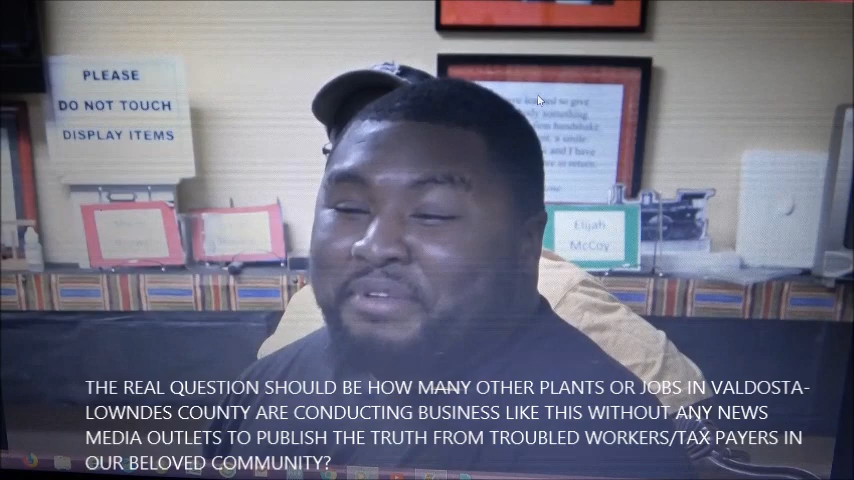 PLEASE
DO NOT TOUCH
DISPLAY ITEMS
Elijah
McCoy
THE REAL QUESTION SHOULD BE HOW MANY OTHER PLANTS OR JOBS IN VALDOSTA-
LOWNDES COUNTY ARE CONDUCTING BUSINESS LIKE THIS WITHOUT ANY NEWS
MEDIA OUTLETS TO PUBLISH THE TRUTH FROM TROUBLED WORKERS/TAX PAYERS IN
OUR BELOVED COMMUNITY?